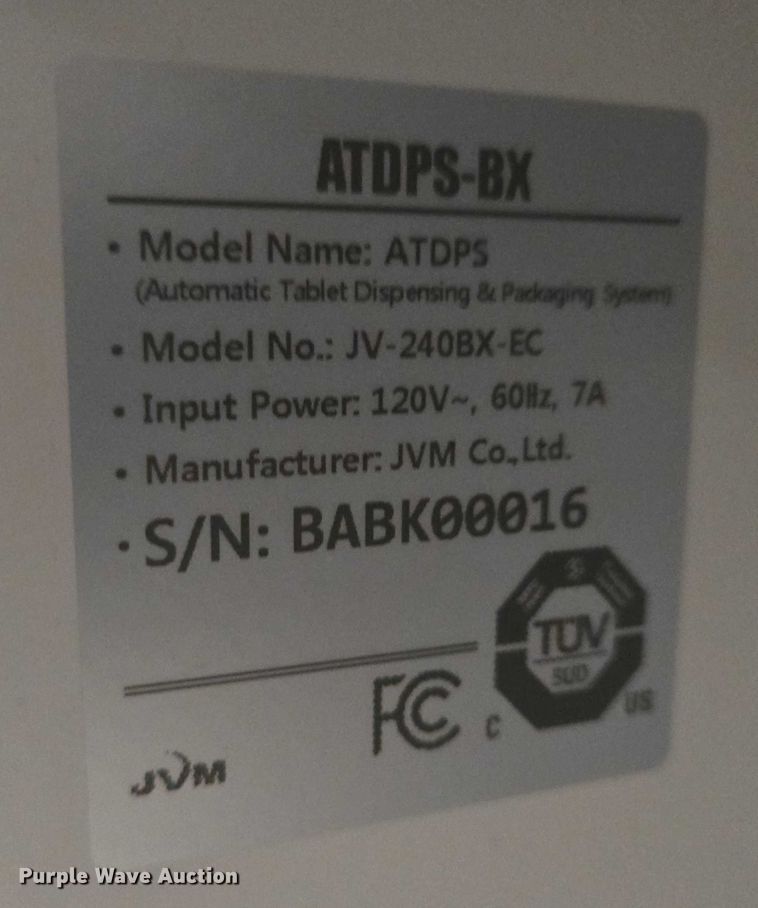 ATDPS-BX
• Model Name: ATDPS
(Automatic Tablet Dispensing & Packaging System)
• Model No.: JV-240BX-EC
• Input Power: 120V~, 60Hz, 7A
• Manufacturer: JVM Co.,Ltd.
• S/N: BABK00016
TÜV
SUD
FC
C US
JVM
Purple Wave Auction